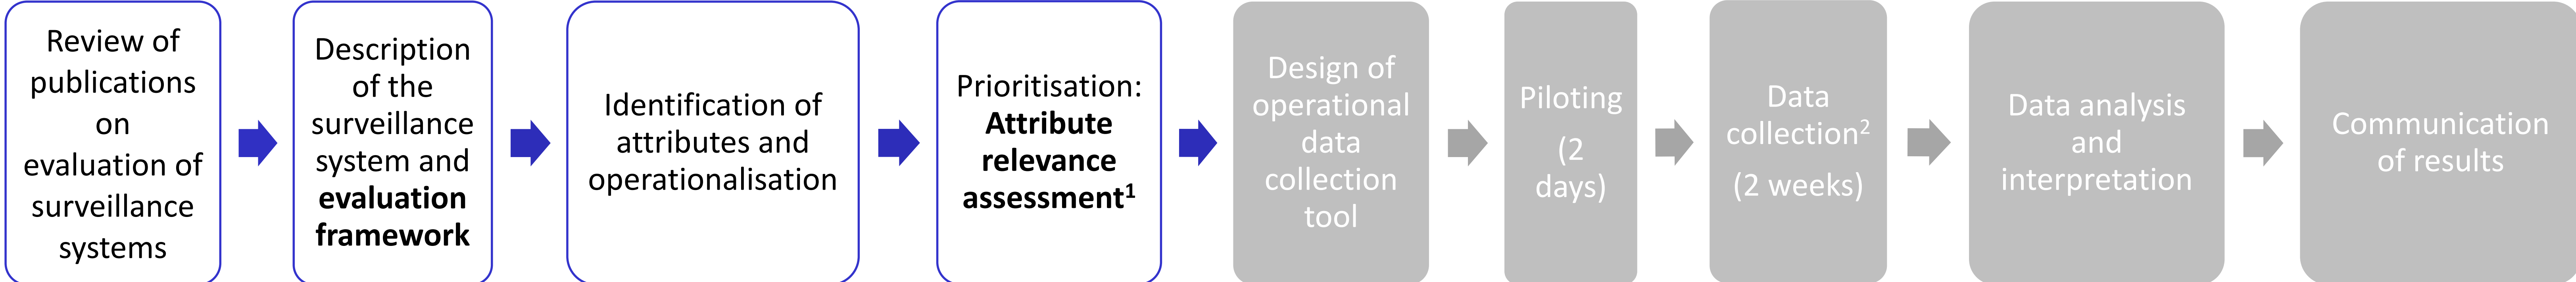 Review of
publications
on
evaluation of
surveillance
systems
Description
of the
surveillance
system and
evaluation
framework
Identification of
attributes and
operationalisation
Prioritisation:
Attribute
relevance
assessment¹
Design of
operational
data
collection
tool
Piloting
(2
days)
Data
collection²
(2 weeks)
Data analysis
and
interpretation
Communication
of results